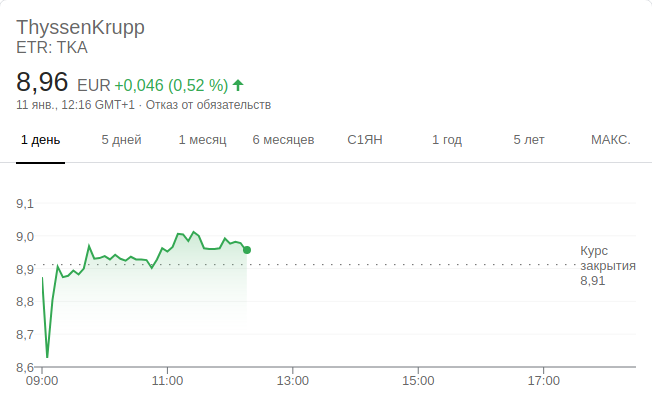 ThyssenKrupp
ETR: TKA
8,96 EUR +0,046 (0,52 %)
11 янв., 12:16 GMT+1 · Отказ от обязательств
1 день 5 дней 1 месяц 6 месяцев С1ЯН 1 год 5 лет МАКС.
9,1
9,0
8,9
8,8
8,7
8,6
Курс
закрытия
8,91
09:00 11:00 13:00 15:00 17:00